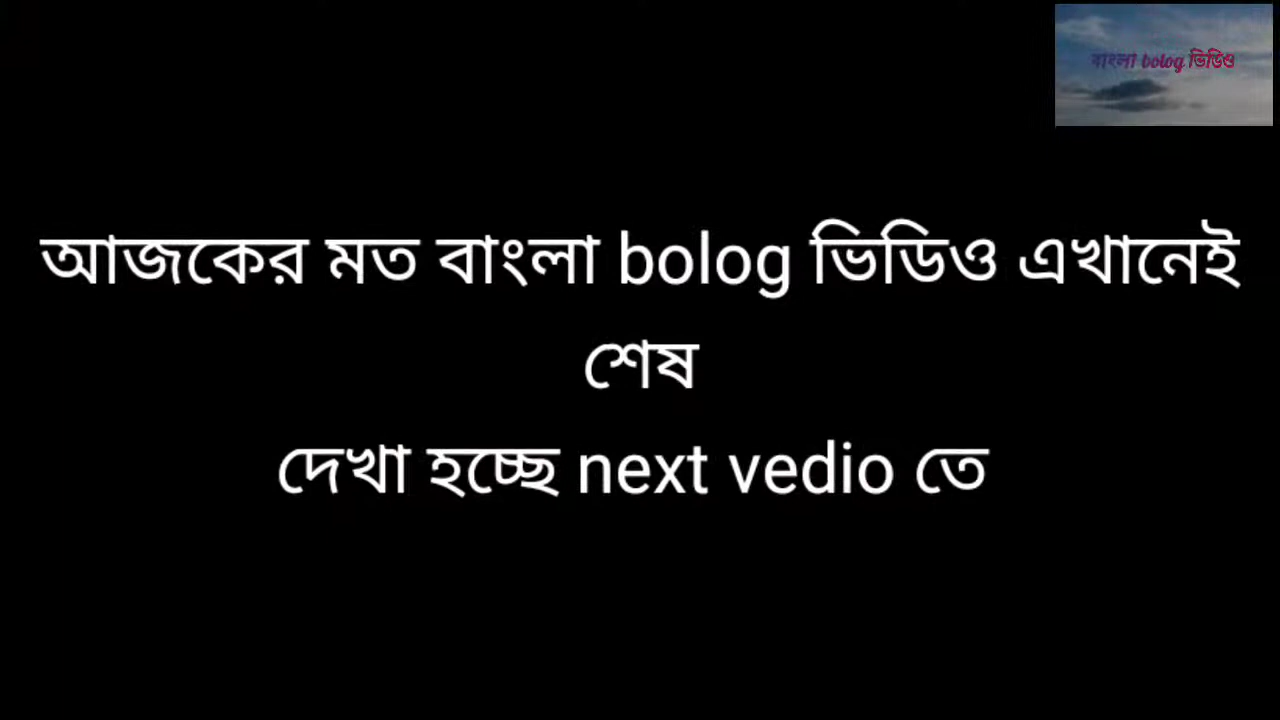 বাংলা bolog ভিডিও
আজকের মত বাংলা bolog ভিডিও এখানেই
শেষ
দেখা হচ্ছে next vedio তে